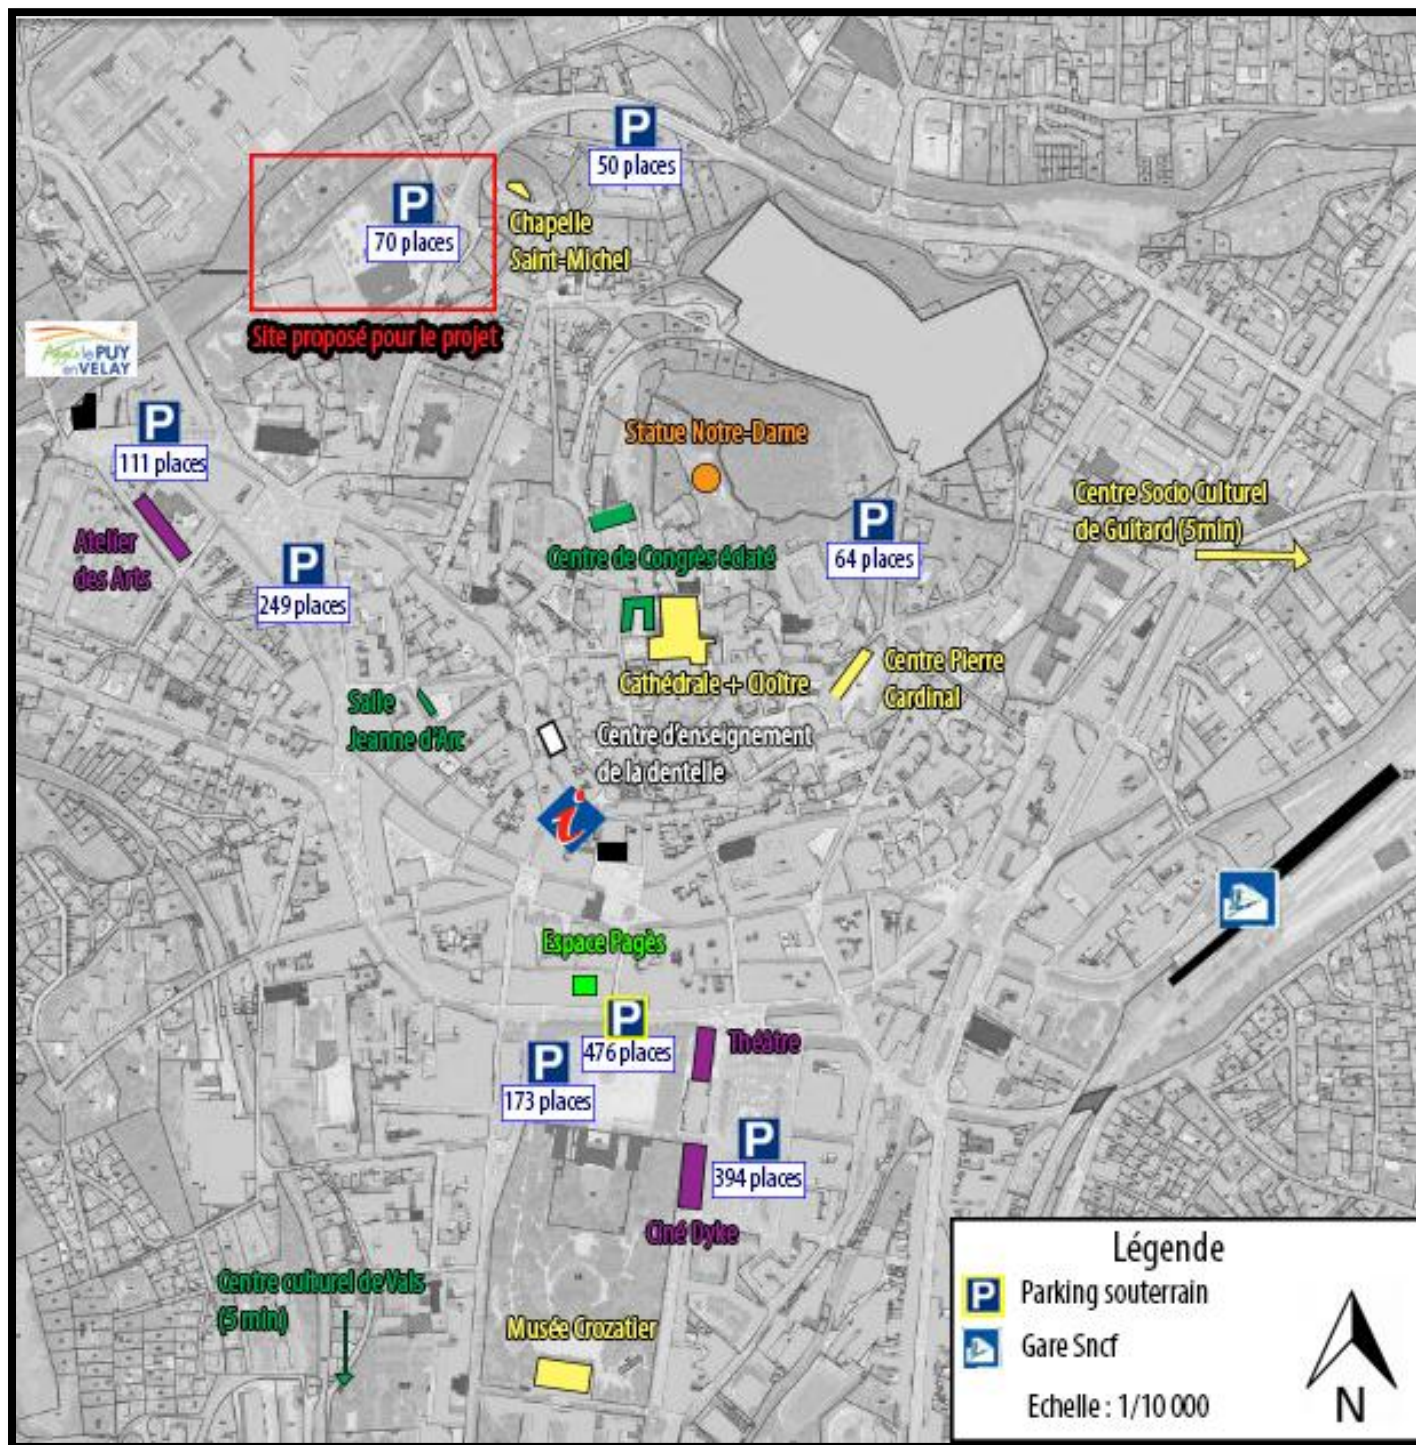 P
50 places
P
70 places
Chapelle
Saint-Michel
Site proposé pour le projet
Agglo le PUY
en VELAY
P
111 places
Statue Notre-Dame
Centre Socio Culturel
de Guitard (5min)
Atelier
des Arts
P
249 places
Centre de Congrès éclaté
P
64 places
Cathédrale + Cloître
Centre Pierre
Cardinal
Salle
Jeanne d'Arc
Centre d'enseignement
de la dentelle
i
Espace Pagès
P
476 places
Théâtre
P
173 places
P
394 places
Ciné Dyke
Centre culturel de Vals
(5 min)
Musée Crozatier
Légende
P
Parking souterrain
Gare Sncf
Echelle : 1/10 000
N